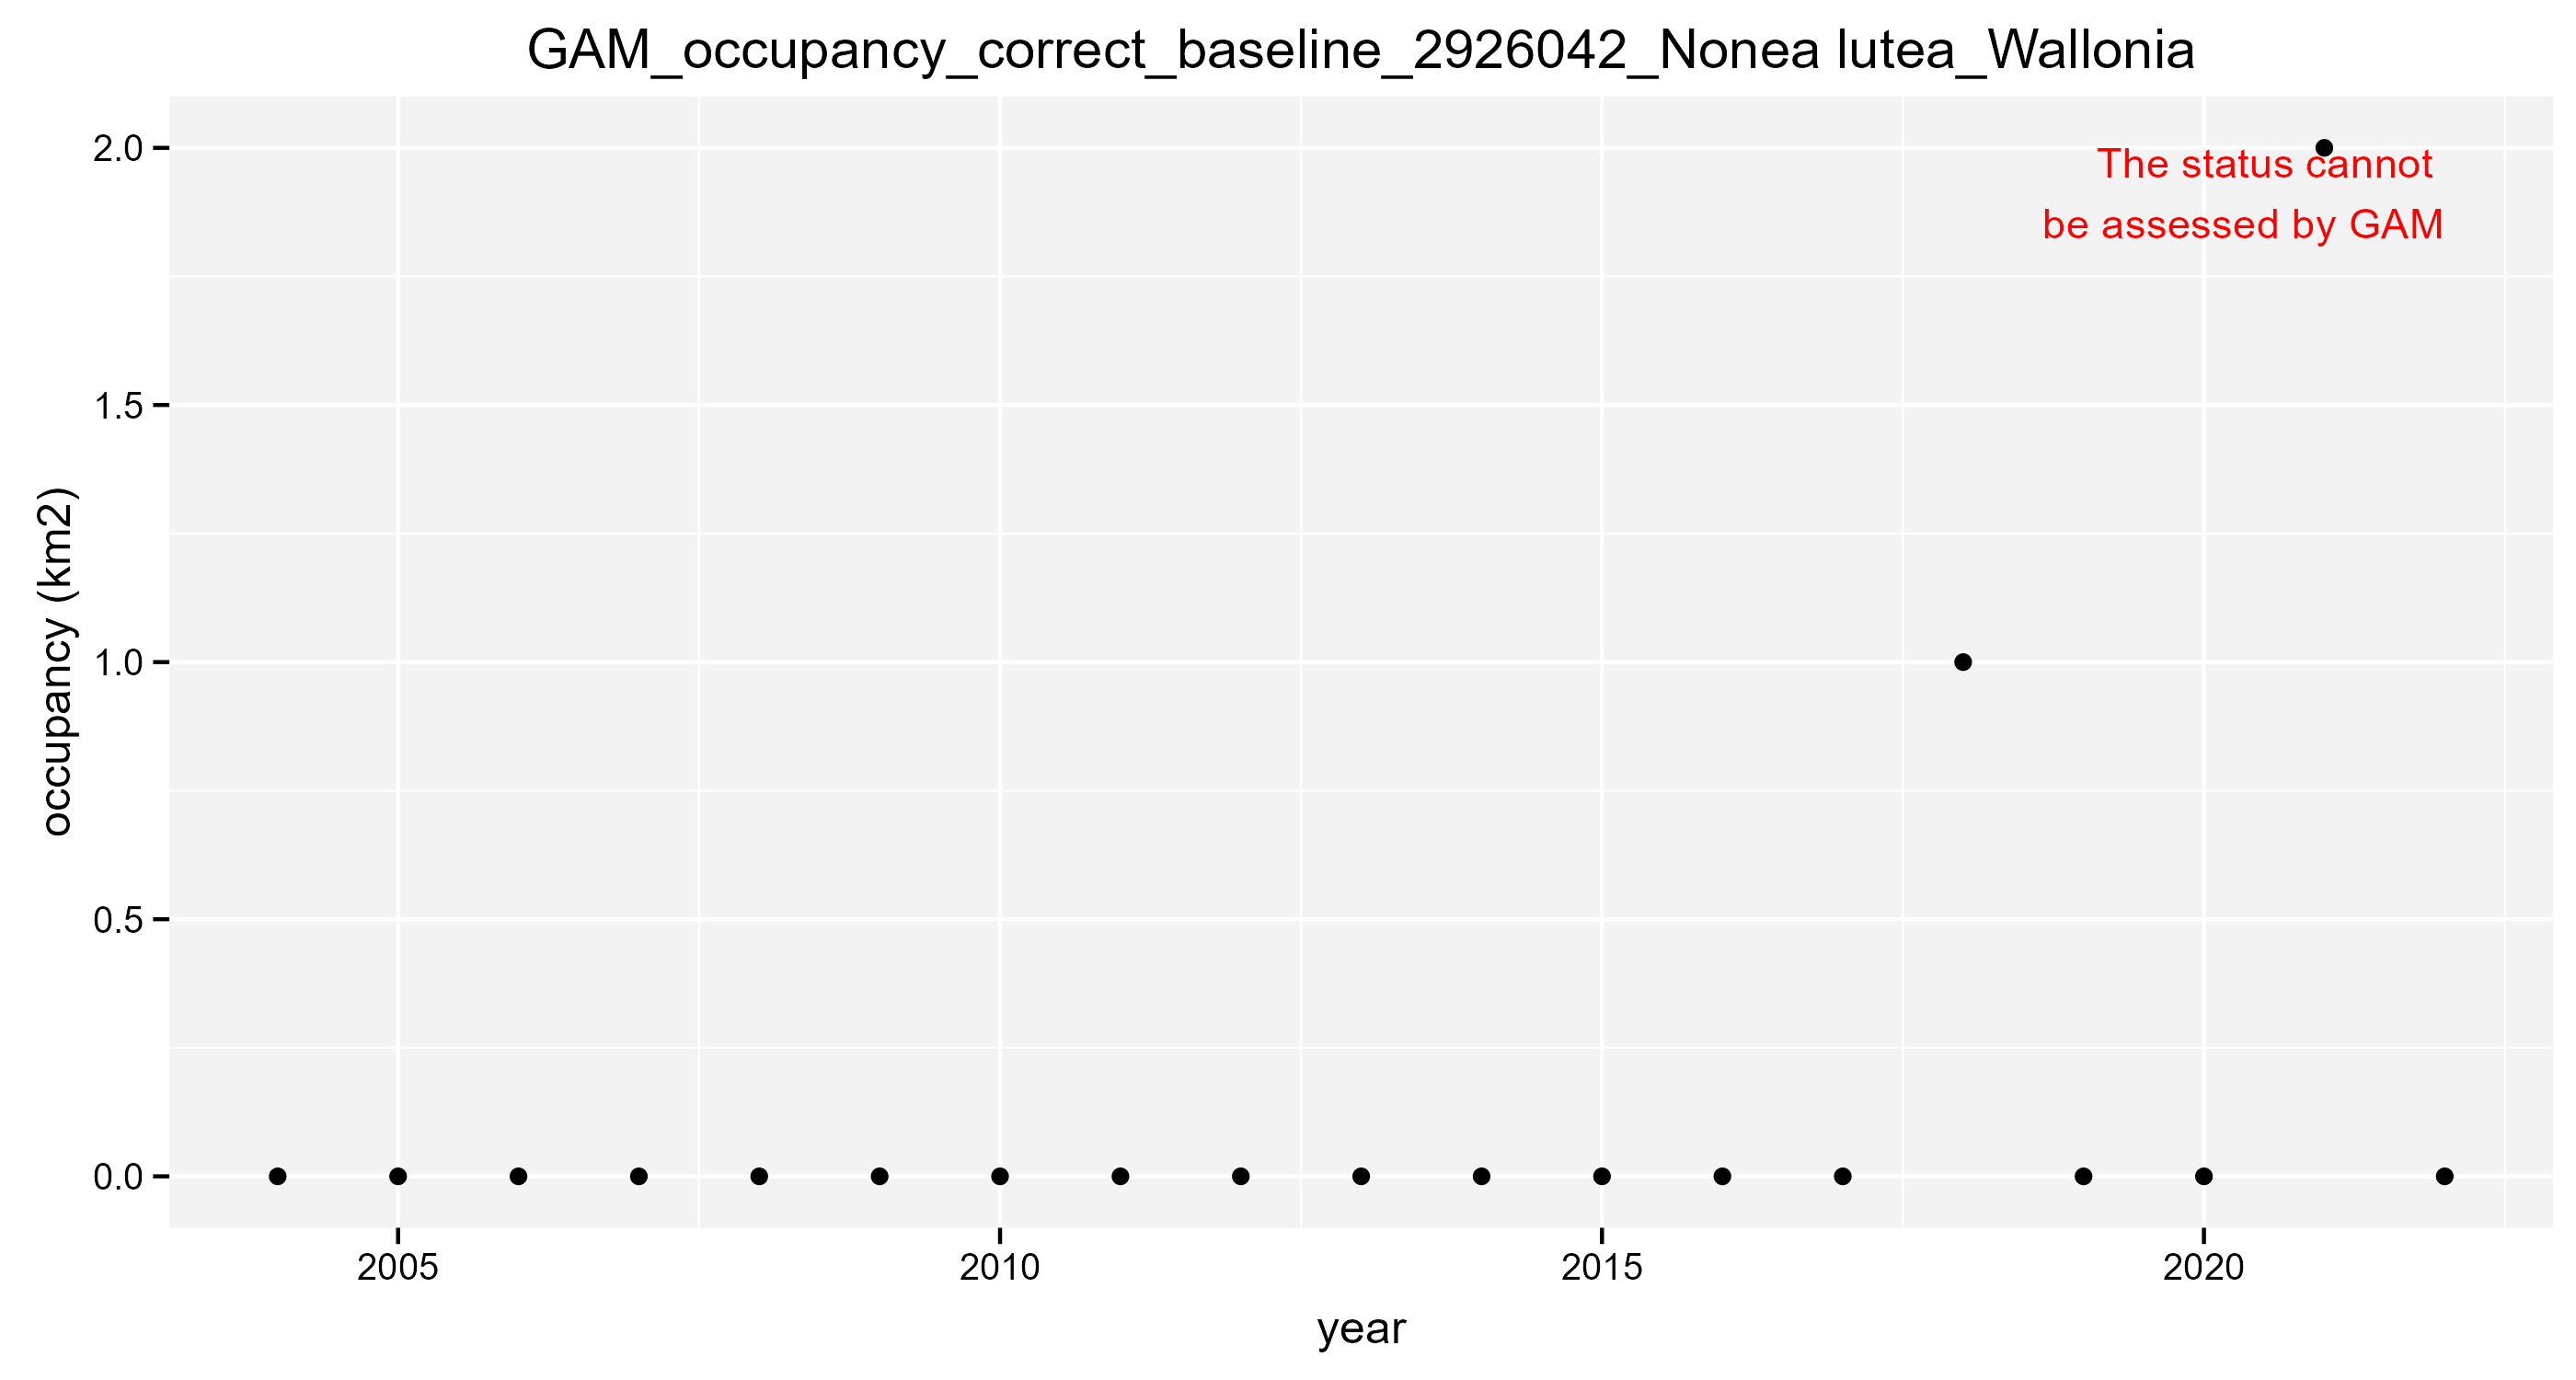 GAM_occupancy_correct_baseline_2926042_Nonea lutea_Wallonia
2.0
The status cannot
be assessed by GAM
1.5
1.0
0.5
0.0
occupancy (km2)
2005 2010 2015 2020
year